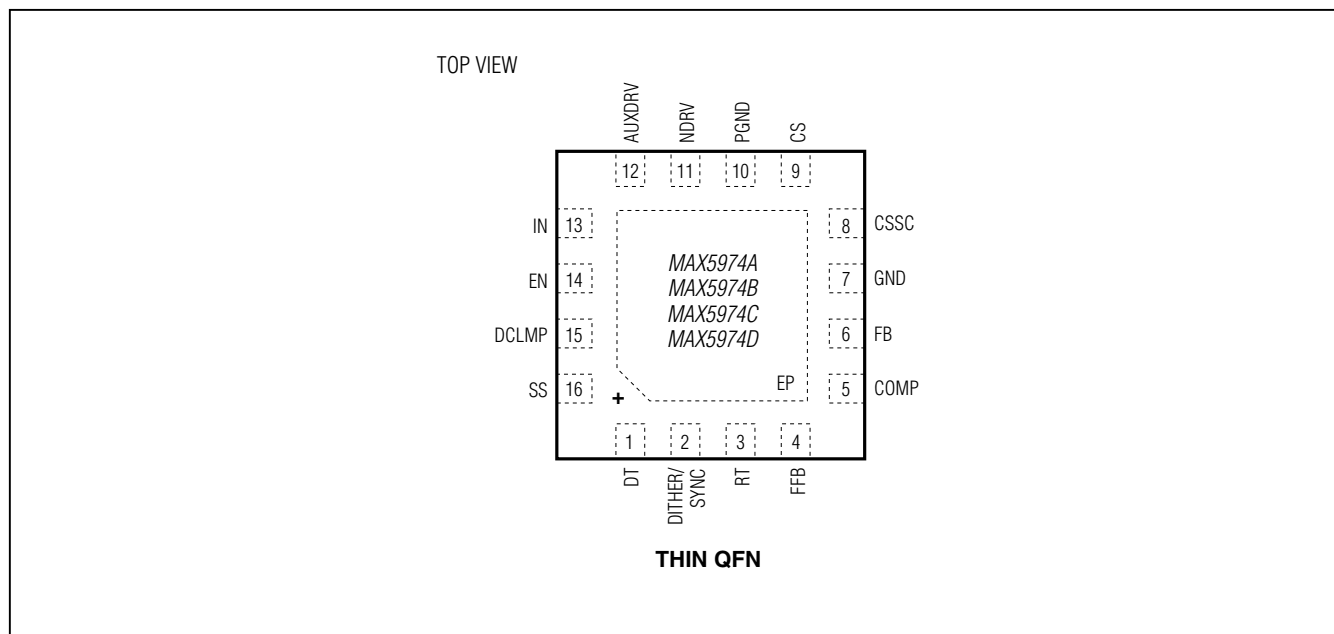 TOP VIEW
AUXDRV
NDRV
PGND
CS
12
11
10
9
IN 13
8 CSSC
EN 14
7 GND
DCLMP 15
6 FB
SS 16
5 COMP
MAX5974A
MAX5974B
MAX5974C
MAX5974D
EP
+
1
2
3
4
DT
DITHER/
SYNC
RT
FFB
THIN QFN